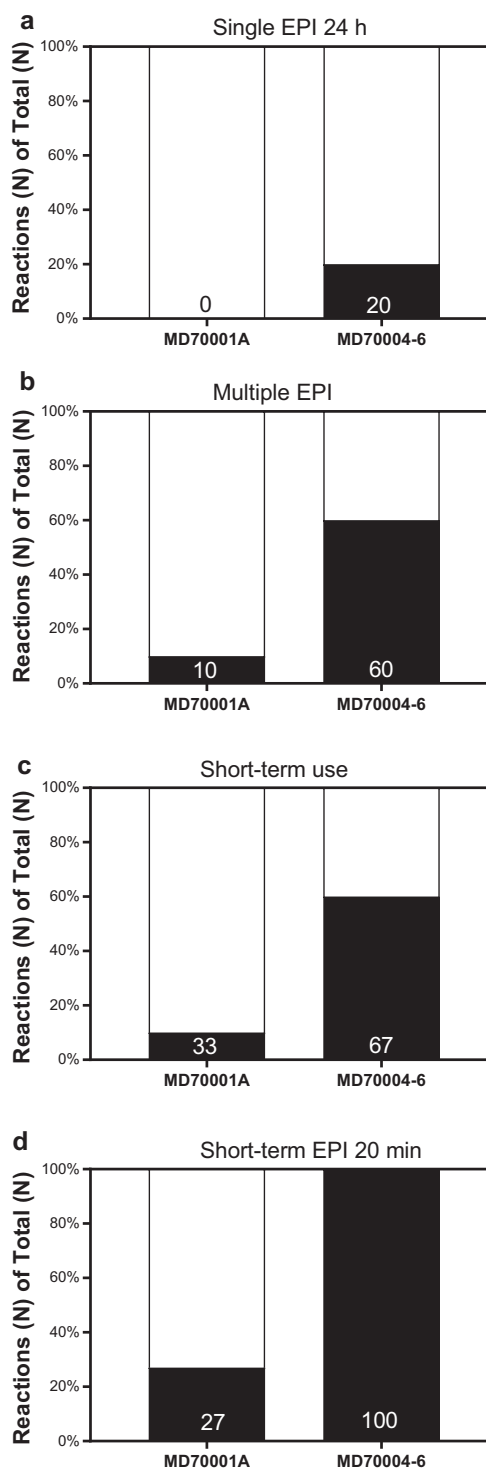 a
Single EPI 24 h
Reactions (N) of Total (N)
100%
80%
60%
40%
20%
0%
0
20
MD70001A
MD70004-6
b
Multiple EPI
Reactions (N) of Total (N)
100%
80%
60%
40%
20%
0%
10
60
MD70001A
MD70004-6
c
Short-term use
Reactions (N) of Total (N)
100%
80%
60%
40%
20%
0%
33
67
MD70001A
MD70004-6
d
Short-term EPI 20 min
Reactions (N) of Total (N)
100%
80%
60%
40%
20%
0%
27
100
MD70001A
MD70004-6